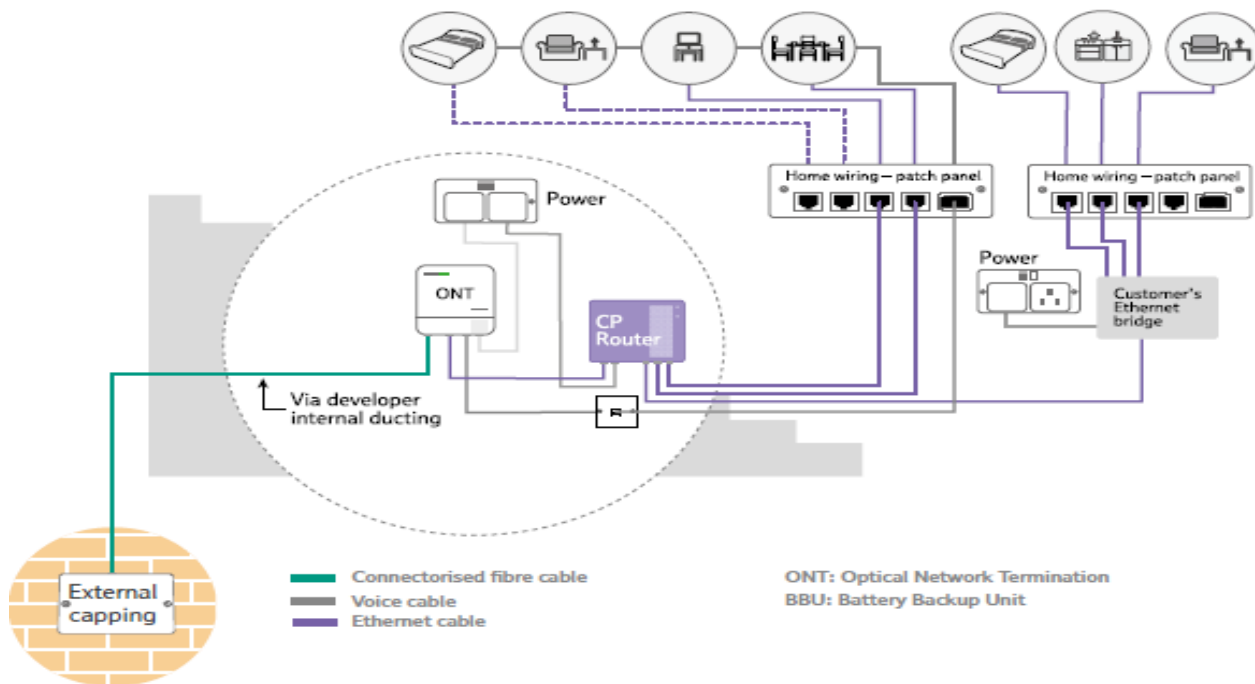 Home wiring – patch panel
Home wiring – patch panel
Power
ONT
CP
Router
Power
Customer's
Ethernet
bridge
Via developer
internal ducting
External
capping
Connectorised fibre cable
Voice cable
Ethernet cable
ONT: Optical Network Termination
BBU: Battery Backup Unit